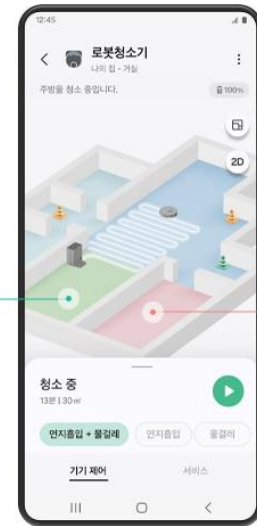 12:45
로봇청소기
나의 집 - 거실
주방을 청소 중입니다.
100%
2D
청소 중
13분 | 30㎡
먼지흡입 + 물걸레
먼지흡입
물걸레
기기 제어
서비스